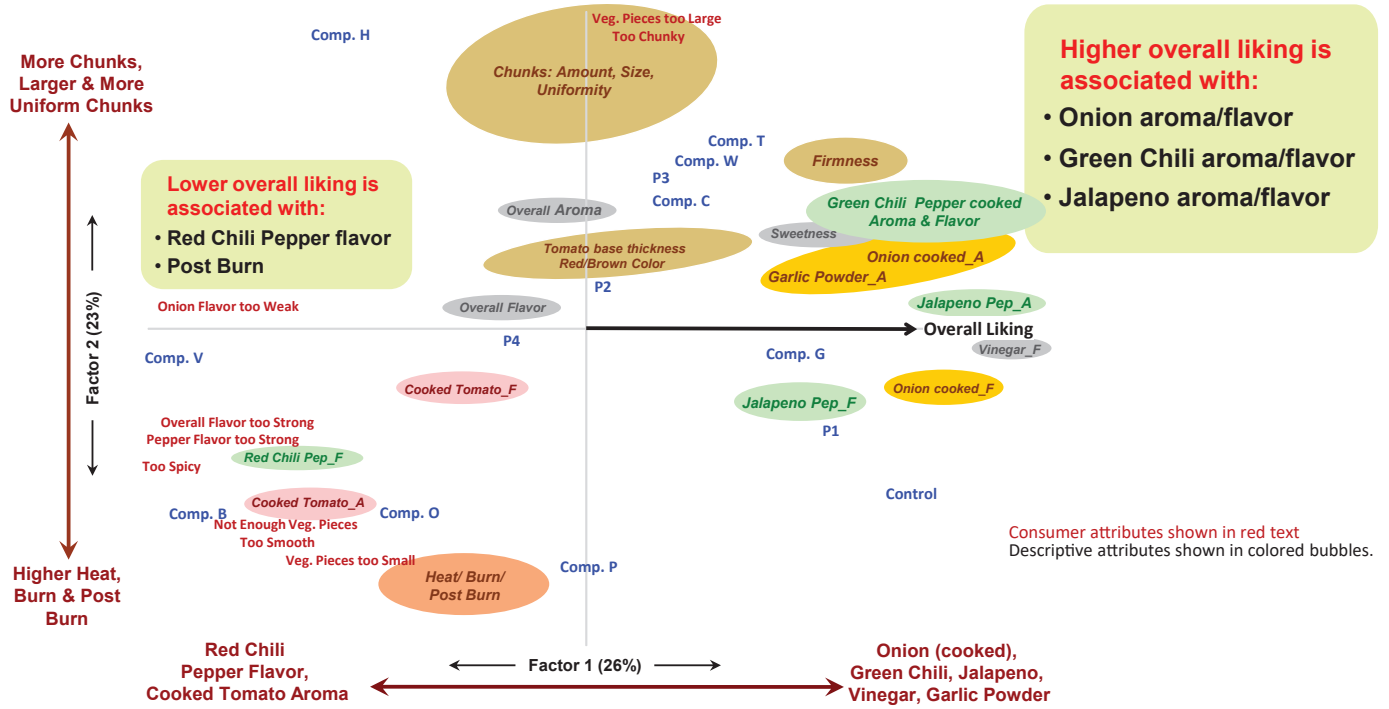 Veg. Pieces too Large
Too Chunky
Comp. H
Chunks: Amount, Size,
Uniformity
More Chunks,
Larger & More
Uniform Chunks
Higher overall liking is
associated with:
• Onion aroma/flavor
• Green Chili aroma/flavor
• Jalapeno aroma/flavor
Comp. T
Comp. W
P3
Comp. C
Firmness
Lower overall liking is
associated with:
• Red Chili Pepper flavor
• Post Burn
Overall Aroma
Green Chili Pepper cooked
Aroma & Flavor
Sweetness
Tomato base thickness
Red/Brown Color
Onion cooked_A
Garlic Powder_A
P2
Onion Flavor too Weak
Overall Flavor
Jalapeno Pep_A
Overall Liking
Factor 2 (23%)
P4
Vinegar_F
Comp. V
Comp. G
Cooked Tomato_F
Onion cooked_F
Jalapeno Pep_F
P1
Overall Flavor too Strong
Pepper Flavor too Strong
Red Chili Pep_F
Too Spicy
Control
Cooked Tomato_A
Comp. B
Comp. O
Not Enough Veg. Pieces
Too Smooth
Veg. Pieces too Small
Comp. P
Heat/ Burn/
Post Burn
Consumer attributes shown in red text
Descriptive attributes shown in colored bubbles.
Higher Heat,
Burn & Post
Burn
Red Chili
Pepper Flavor,
Cooked Tomato Aroma
Factor 1 (26%)
Onion (cooked),
Green Chili, Jalapeno,
Vinegar, Garlic Powder